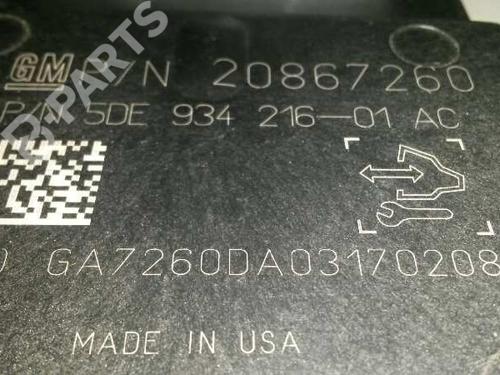 GM P/N 20867260
P/N 5DE 934 216-01 AC
GA7260DA03170208
MADE IN USA